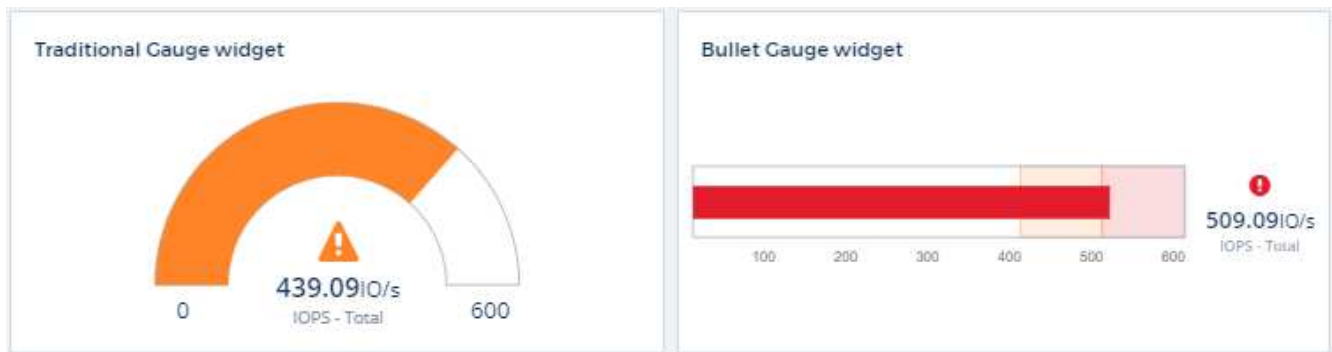 Traditional Gauge widget
439.09IO/s
0
600
IOPS - Total
Bullet Gauge widget
509.09IO/s
IOPS - Total
100 200 300 400 500 600